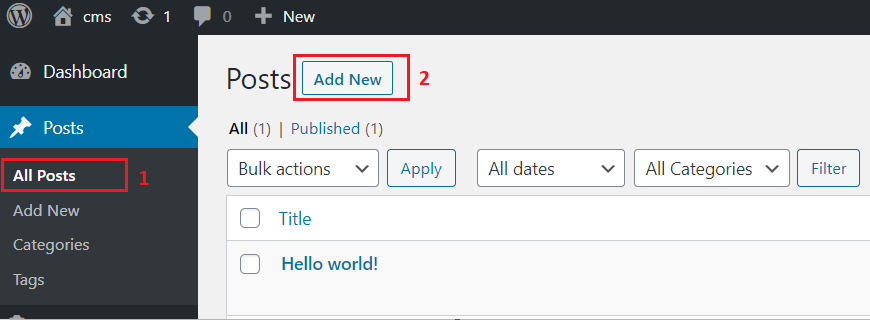 cms 1 0 New
Dashboard
Posts
All Posts 1
Add New
Categories
Tags
Posts Add New 2
All (1) | Published (1)
Bulk actions Apply All dates All Categories Filter
Title
Hello world!